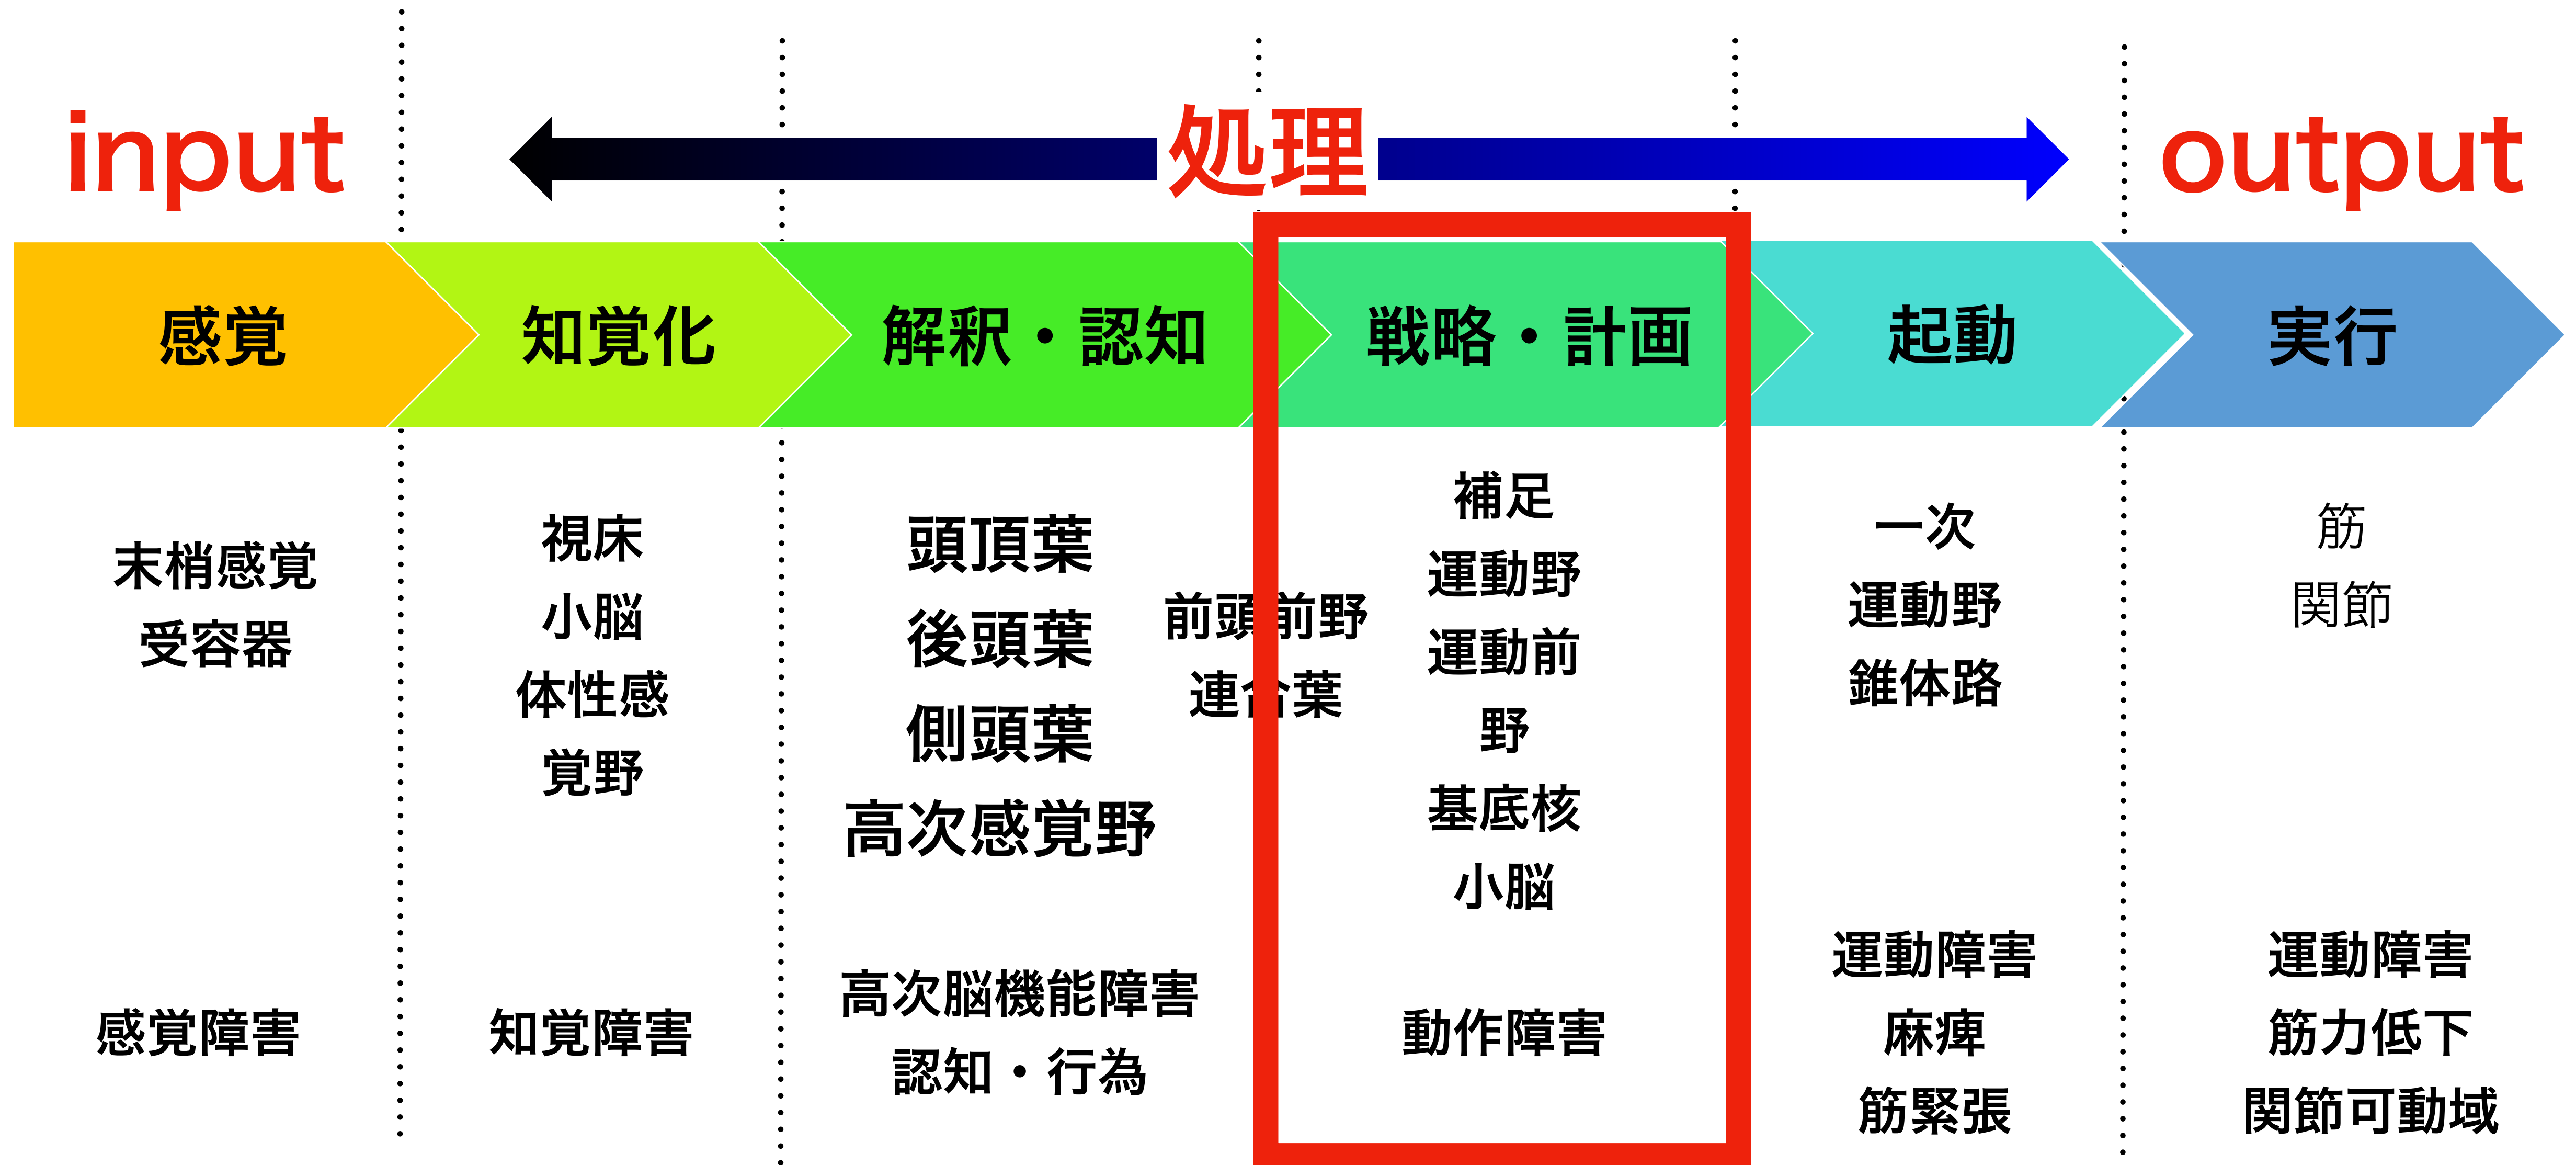 input
処理
output
感覚
知覚化
解釈・認知
戦略・計画
起動
実行
末梢感覚
受容器
視床
小脳
体性感
覚野
頭頂葉
後頭葉
側頭葉
高次感覚野
前頭前野
連合葉
補足
運動野
運動前
野
基底核
小脳
一次
運動野
錐体路
筋
関節
感覚障害
知覚障害
高次脳機能障害
認知・行為
動作障害
運動障害
麻痺
筋緊張
運動障害
筋力低下
関節可動域